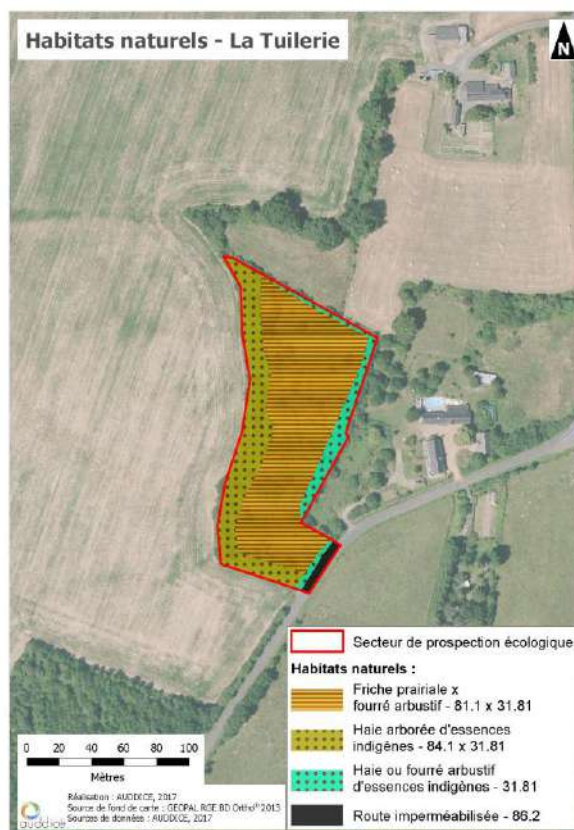 Habitats naturels - La Tuilerie
N
Secteur de prospection écologique
Habitats naturels :
Friche prairiale x
fourré arbustif - 81.1 x 31.81
Haie arborée d'essences
indigènes - 84.1 x 31.81
Haie ou fourré arbustif
d'essences indigènes - 31.81
Route imperméabilisée - 86.2
0 20 40 60 80 100
Mètres
Réalisation : AUDDICE, 2017
Source de fond de carte : GEOPAL RGE BD Ortho® 2013
Sources de données : AUDDICE, 2017
auddicé